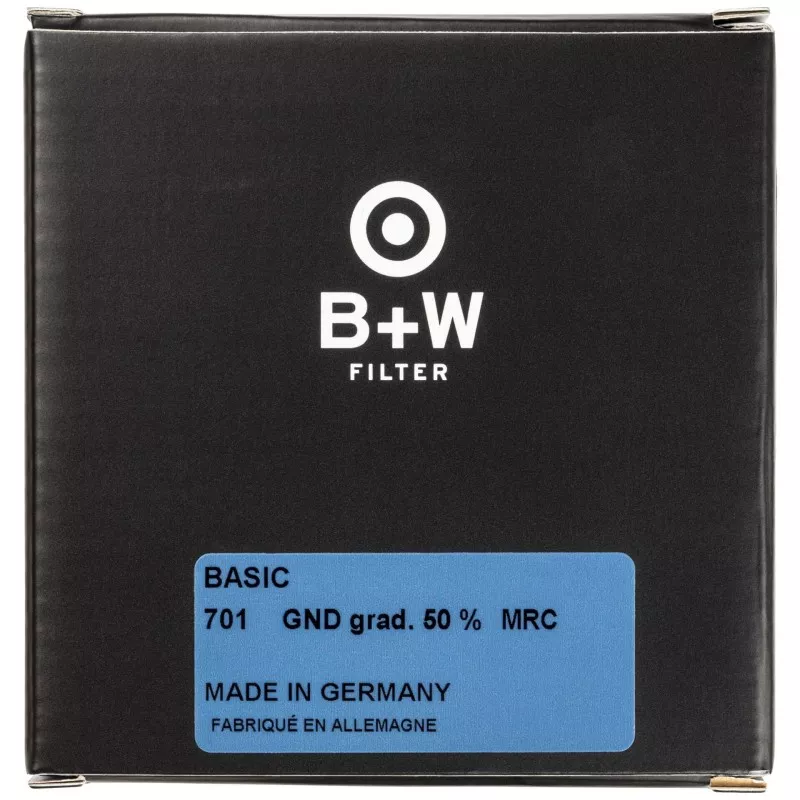 B+W
FILTER
BASIC
701 GND grad. 50 % MRC
MADE IN GERMANY
FABRIQUÉ EN ALLEMAGNE